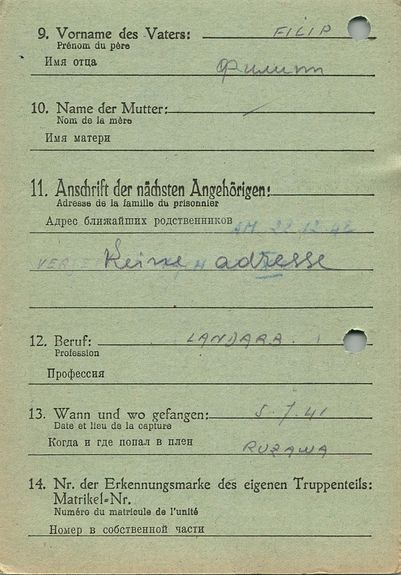 9. Vorname des Vaters: FILIP
Prénom du père
Имя отца Филипп
10. Name der Mutter:
Nom de la mère
Имя матери
11. Anschrift der nächsten Angehörigen:
Adresse de la famille du prisonnier
Адрес ближайших родственников
AM 22.12.42
Keine adresse
12. Beruf: LANDARB.
Profession
Профессия
13. Wann und wo gefangen: 5.7.41
Date et lieu de la capture
Когда и где попал в плен RUZAWA
14. Nr. der Erkennungsmarke des eigenen Truppenteils:
Matrikel-Nr.
Numéro du matricule de l'unité
Номер в собственной части